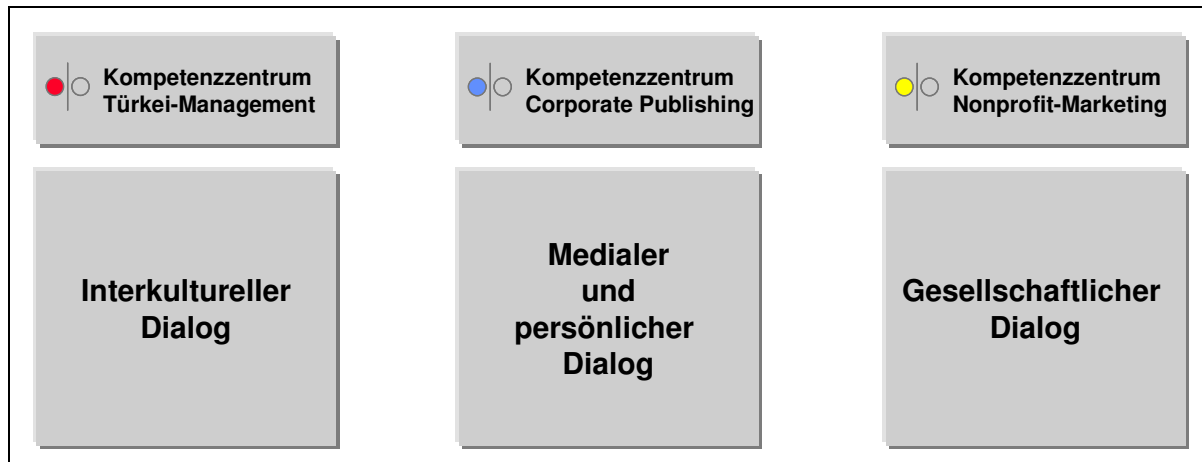 Kompetenzzentrum
Türkei-Management
Kompetenzzentrum
Corporate Publishing
Kompetenzzentrum
Nonprofit-Marketing
Interkultureller
Dialog
Medialer
und
persönlicher
Dialog
Gesellschaftlicher
Dialog